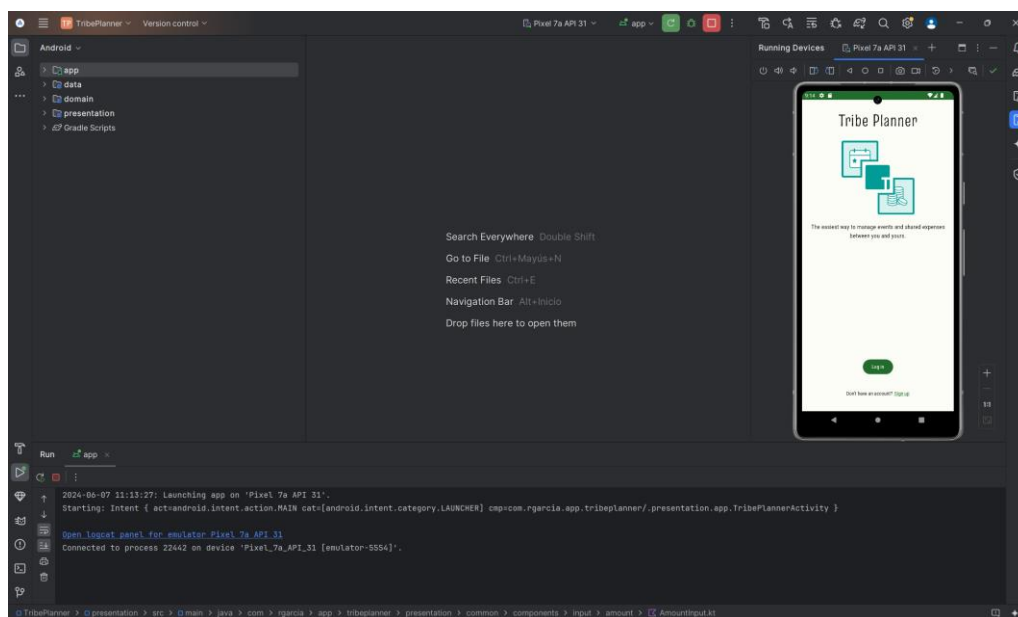 TP TribePlanner Version control Pixel 7a API 31 app
Android
app
data
domain
presentation
Gradle Scripts
Search Everywhere Double Shift
Go to File Ctrl+Mayús+N
Recent Files Ctrl+E
Navigation Bar Alt+Inicio
Drop files here to open them
Running Devices Pixel 7a API 31
Tribe Planner
T
The easiest way to manage events and shared expenses
between you and yours.
Log in
Don't have an account? Sign up
1:1
Run app
2024-06-07 11:13:27: Launching app on 'Pixel 7a API 31'.
Starting: Intent { act=android.intent.action.MAIN cat=[android.intent.category.LAUNCHER] cmp=com.rgarcia.app.tribeplanner/.presentation.app.TribePlannerActivity }
Open logcat panel for emulator Pixel 7a API 31
Connected to process 22442 on device 'Pixel_7a_API_31 [emulator-5554]'.
TribePlanner > presentation > src > main > java > com > rgarcia > app > tribeplanner > presentation > common > components > input > amount > AmountInput.kt